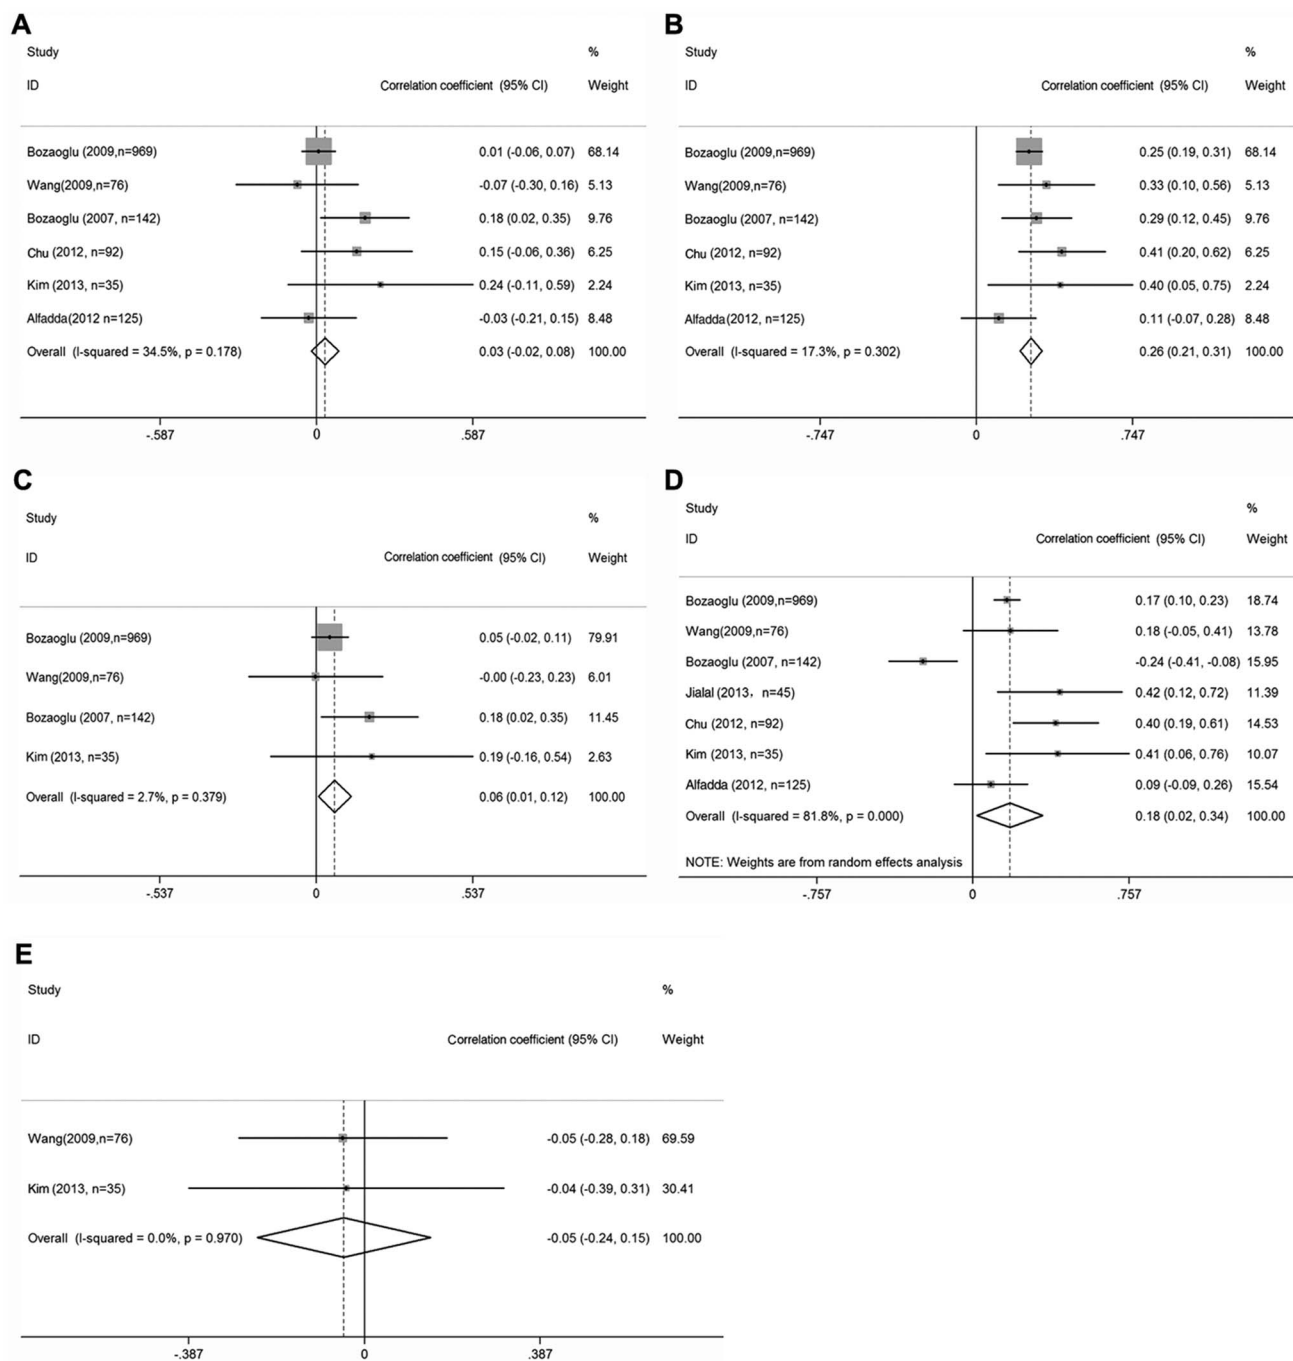 A
Study %
ID Correlation coefficient (95% CI) Weight
Bozaoglu (2009,n=969) 0.01 (-0.06, 0.07) 68.14
Wang(2009,n=76) -0.07 (-0.30, 0.16) 5.13
Bozaoglu (2007, n=142) 0.18 (0.02, 0.35) 9.76
Chu (2012, n=92) 0.15 (-0.06, 0.36) 6.25
Kim (2013, n=35) 0.24 (-0.11, 0.59) 2.24
Alfadda(2012 n=125) -0.03 (-0.21, 0.15) 8.48
Overall (I-squared = 34.5%, p = 0.178) 0.03 (-0.02, 0.08) 100.00
-.587 0 .587
B
Study %
ID Correlation coefficient (95% CI) Weight
Bozaoglu (2009,n=969) 0.25 (0.19, 0.31) 68.14
Wang(2009,n=76) 0.33 (0.10, 0.56) 5.13
Bozaoglu (2007, n=142) 0.29 (0.12, 0.45) 9.76
Chu (2012, n=92) 0.41 (0.20, 0.62) 6.25
Kim (2013, n=35) 0.40 (0.05, 0.75) 2.24
Alfadda(2012, n=125) 0.11 (-0.07, 0.28) 8.48
Overall (I-squared = 17.3%, p = 0.302) 0.26 (0.21, 0.31) 100.00
-.747 0 .747
C
Study %
ID Correlation coefficient (95% CI) Weight
Bozaoglu (2009,n=969) 0.05 (-0.02, 0.11) 79.91
Wang(2009,n=76) -0.00 (-0.23, 0.23) 6.01
Bozaoglu (2007, n=142) 0.18 (0.02, 0.35) 11.45
Kim (2013, n=35) 0.19 (-0.16, 0.54) 2.63
Overall (I-squared = 2.7%, p = 0.379) 0.06 (0.01, 0.12) 100.00
-.537 0 .537
D
Study %
ID Correlation coefficient (95% CI) Weight
Bozaoglu (2009,n=969) 0.17 (0.10, 0.23) 18.74
Wang(2009,n=76) 0.18 (-0.05, 0.41) 13.78
Bozaoglu (2007, n=142) -0.24 (-0.41, -0.08) 15.95
Jialal (2013, n=45) 0.42 (0.12, 0.72) 11.39
Chu (2012, n=92) 0.40 (0.19, 0.61) 14.53
Kim (2013, n=35) 0.41 (0.06, 0.76) 10.07
Alfadda (2012, n=125) 0.09 (-0.09, 0.26) 15.54
Overall (I-squared = 81.8%, p = 0.000) 0.18 (0.02, 0.34) 100.00
NOTE: Weights are from random effects analysis
-.757 0 .757
E
Study %
ID Correlation coefficient (95% CI) Weight
Wang(2009,n=76) -0.05 (-0.28, 0.18) 69.59
Kim (2013, n=35) -0.04 (-0.39, 0.31) 30.41
Overall (I-squared = 0.0%, p = 0.970) -0.05 (-0.24, 0.15) 100.00
-.387 0 .387